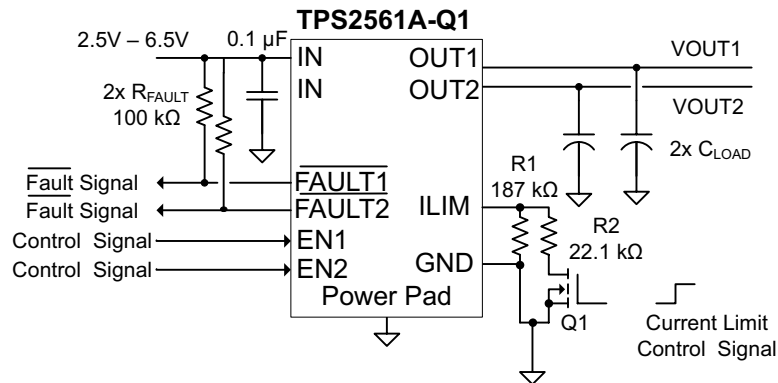 TPS2561A-Q1
2.5V – 6.5V
0.1 µF
IN
IN
OUT1
OUT2
VOUT1
VOUT2
2x RFAULT
100 kΩ
2x CLOAD
Fault Signal
Fault Signal
Control Signal
Control Signal
FAULT1
FAULT2
EN1
EN2
ILIM
GND
Power Pad
R1
187 kΩ
R2
22.1 kΩ
Q1
Current Limit
Control Signal